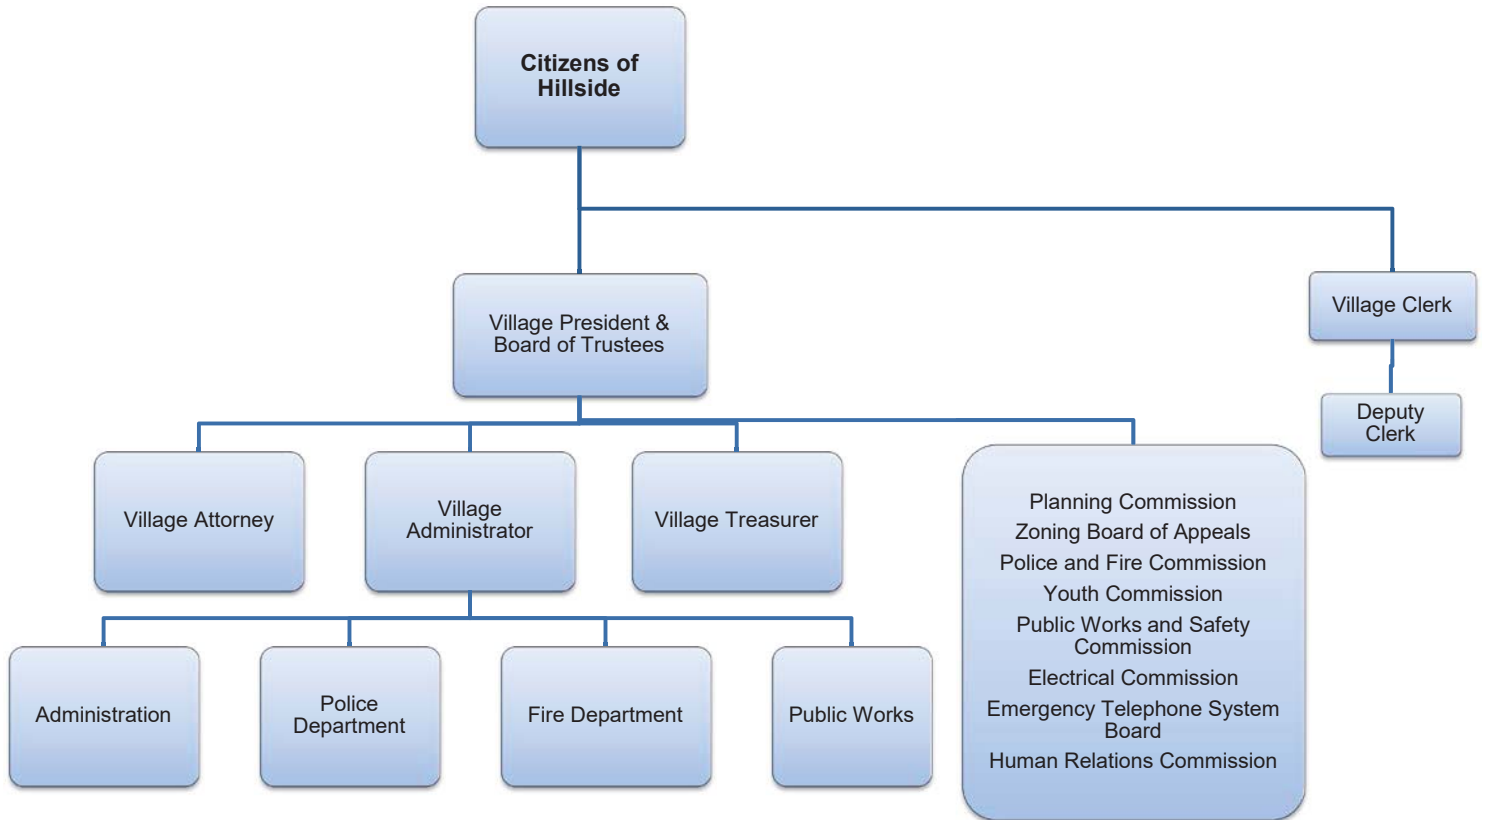 Citizens of
Hillside
Village President &
Board of Trustees
Village Clerk
Deputy
Clerk
Village Attorney
Village
Administrator
Village Treasurer
Planning Commission
Zoning Board of Appeals
Police and Fire Commission
Youth Commission
Public Works and Safety
Commission
Electrical Commission
Emergency Telephone System
Board
Human Relations Commission
Administration
Police
Department
Fire Department
Public Works